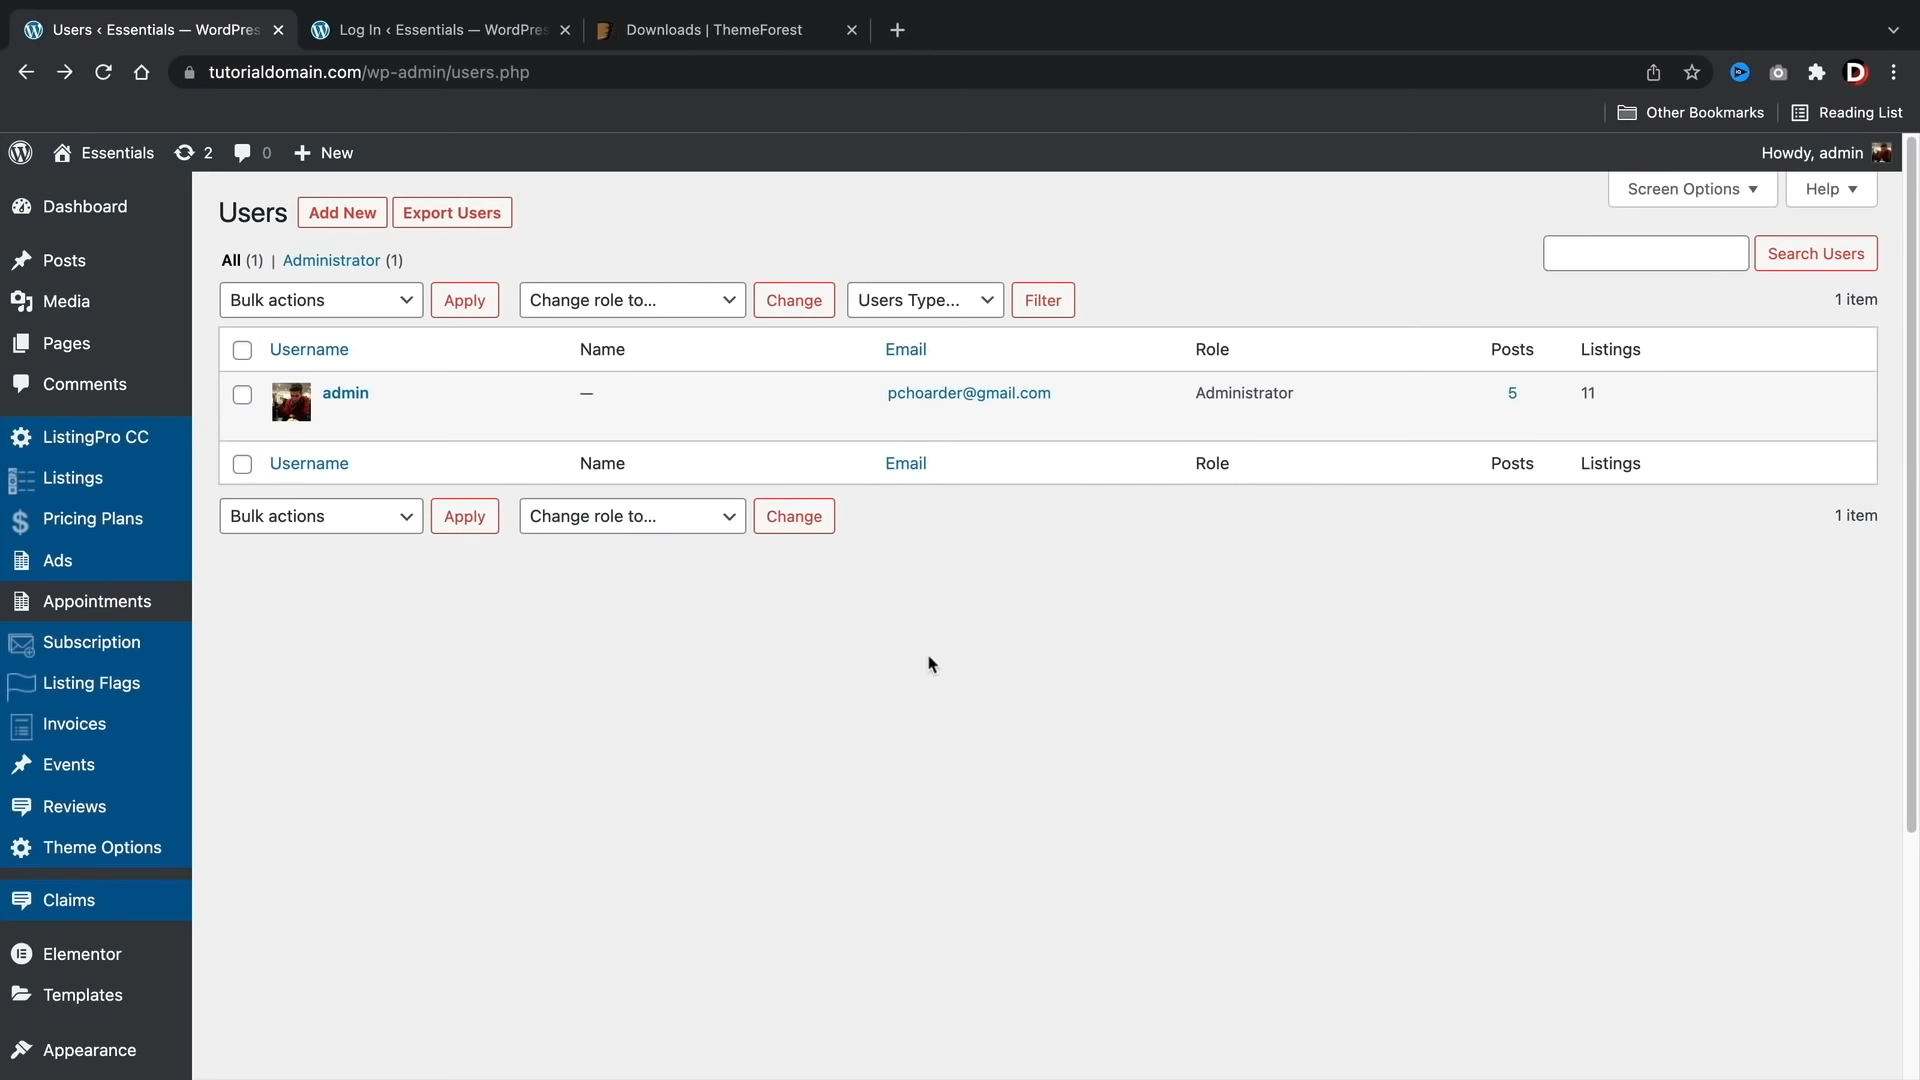 Users ‹ Essentials — WordPres
Log In ‹ Essentials — WordPres
Downloads | ThemeForest
tutorialdomain.com/wp-admin/users.php
Other Bookmarks
Reading List
Essentials
2
0
New
Howdy, admin
Dashboard
Posts
Media
Pages
Comments
ListingPro CC
Listings
Pricing Plans
Ads
Appointments
Subscription
Listing Flags
Invoices
Events
Reviews
Theme Options
Claims
Elementor
Templates
Appearance
Screen Options
Help
Users
Add New
Export Users
All (1) | Administrator (1)
Search Users
Bulk actions
Apply
Change role to...
Change
Users Type...
Filter
1 item
Username Name Email Role Posts Listings
admin — pchoarder@gmail.com Administrator 5 11
Username Name Email Role Posts Listings
Bulk actions
Apply
Change role to...
Change
1 item